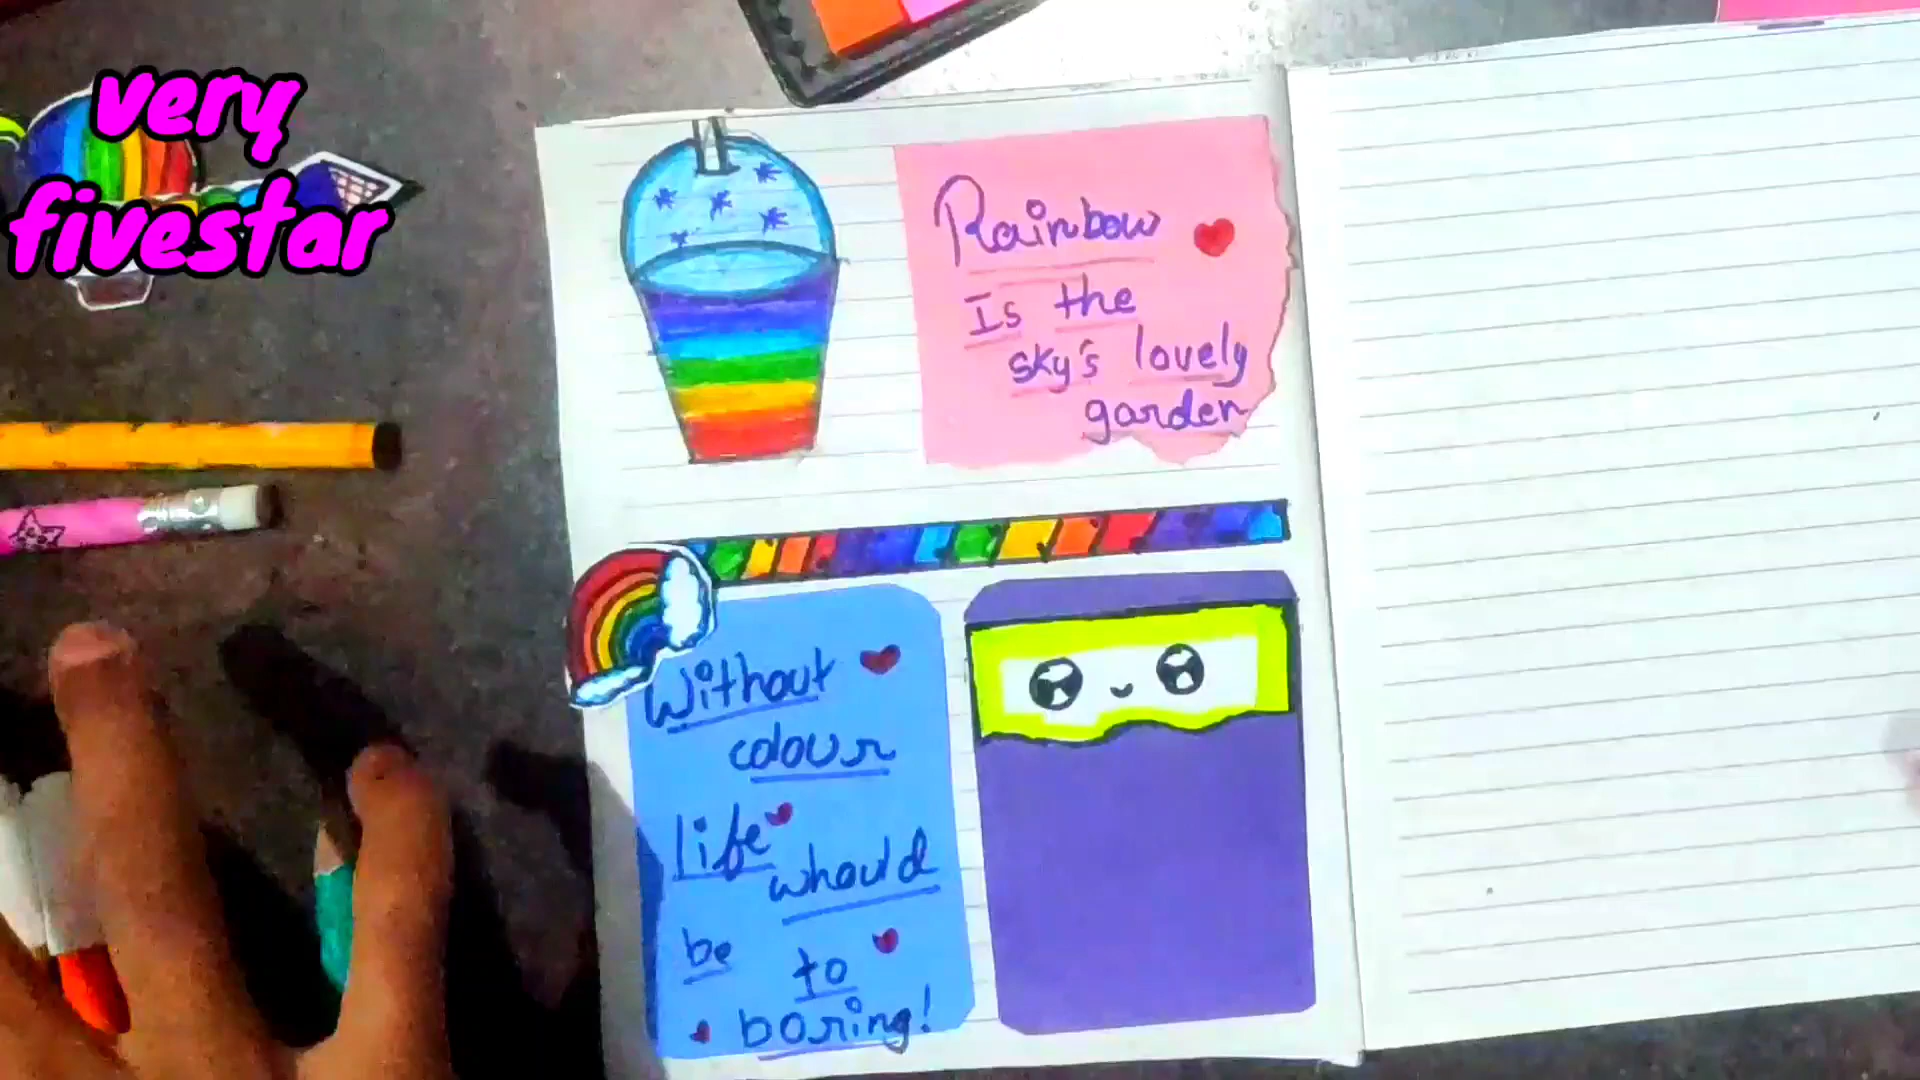 very
fivestar
Rainbow
Is the
sky's lovely
garden
Without
colour
life
whould
be to
boring!